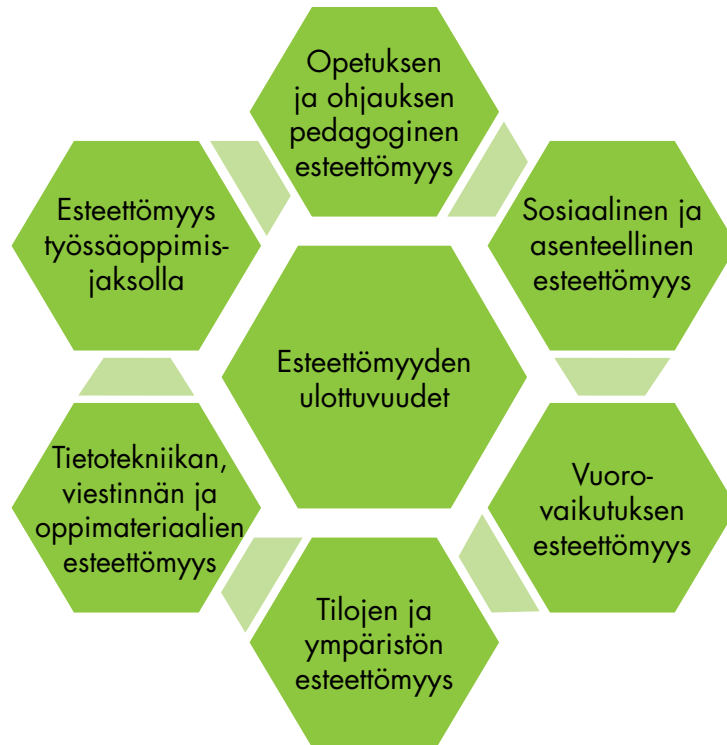 Opetuksen
ja ohjauksen
pedagoginen
esteettömyys
Sosiaalinen ja
asenteellinen
esteettömyys
Vuoro-
vaikutuksen
esteettömyys
Tilojen ja
ympäristön
esteettömyys
Tietotekniikan,
viestinnän ja
oppimateriaalien
esteettömyys
Esteettömyys
työssäoppimis-
jaksolla
Esteettömyyden
ulottuvuudet